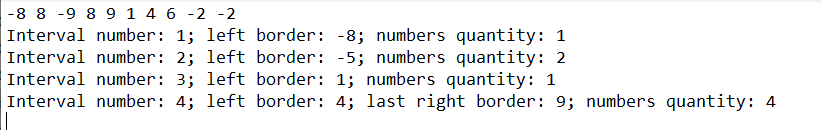 -8 8 -9 8 9 1 4 6 -2 -2
Interval number: 1; left border: -8; numbers quantity: 1
Interval number: 2; left border: -5; numbers quantity: 2
Interval number: 3; left border: 1; numbers quantity: 1
Interval number: 4; left border: 4; last right border: 9; numbers quantity: 4